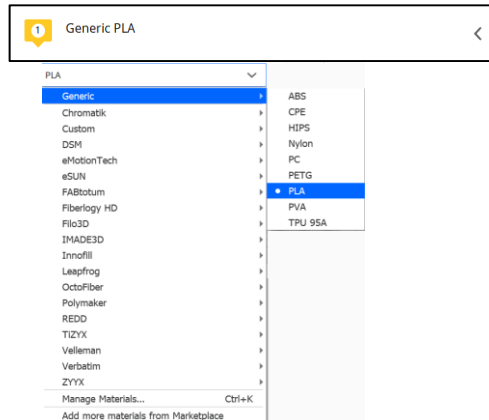 1 Generic PLA
PLA
Generic
Chromatik
Custom
DSM
eMotionTech
eSUN
FABtotum
Fiberlogy HD
Filo3D
IMADE3D
Innofill
Leapfrog
OctoFiber
Polymaker
REDD
TIZYX
Velleman
Verbatim
ZYYX
Manage Materials... Ctrl+K
Add more materials from Marketplace
ABS
CPE
HIPS
Nylon
PC
PETG
PLA
PVA
TPU 95A